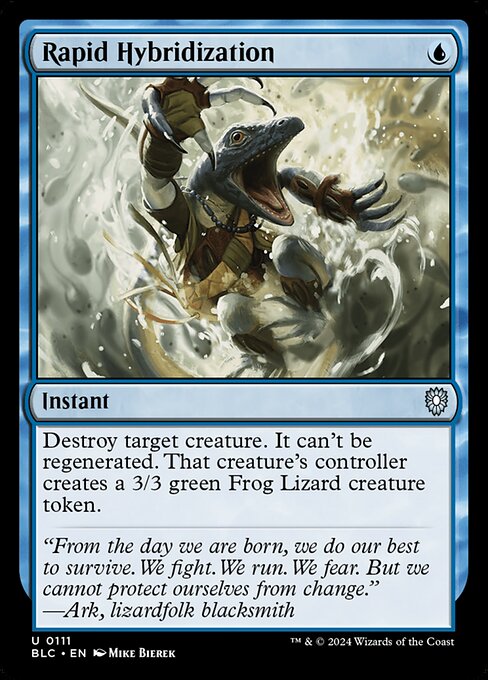 Rapid Hybridization
Instant
Destroy target creature. It can't be
regenerated. That creature's controller
creates a 3/3 green Frog Lizard creature
token.
“From the day we are born, we do our best
to survive. We fight. We run. We fear. But we
cannot protect ourselves from change.”
—Ark, lizardfolk blacksmith
U 0111
BLC • EN Mike Bierek
™ & © 2024 Wizards of the Coast